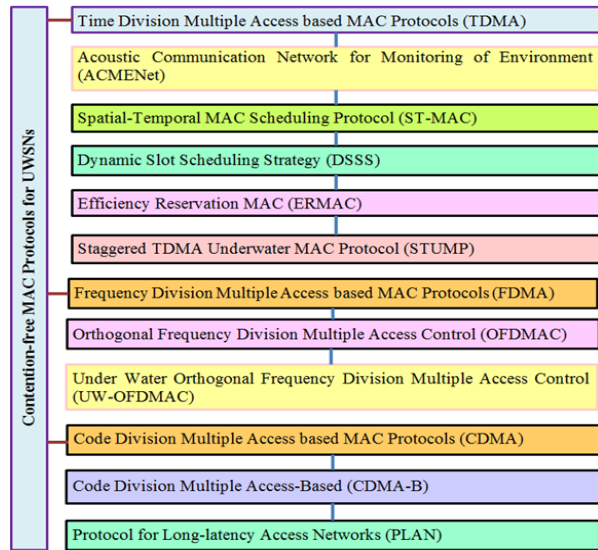 Contention-free MAC Protocols for UWSNs
Time Division Multiple Access based MAC Protocols (TDMA)
Acoustic Communication Network for Monitoring of Environment
(ACMENet)
Spatial-Temporal MAC Scheduling Protocol (ST-MAC)
Dynamic Slot Scheduling Strategy (DSSS)
Efficiency Reservation MAC (ERMAC)
Staggered TDMA Underwater MAC Protocol (STUMP)
Frequency Division Multiple Access based MAC Protocols (FDMA)
Orthogonal Frequency Division Multiple Access Control (OFDMAC)
Under Water Orthogonal Frequency Division Multiple Access Control
(UW-OFDMAC)
Code Division Multiple Access based MAC Protocols (CDMA)
Code Division Multiple Access-Based (CDMA-B)
Protocol for Long-latency Access Networks (PLAN)